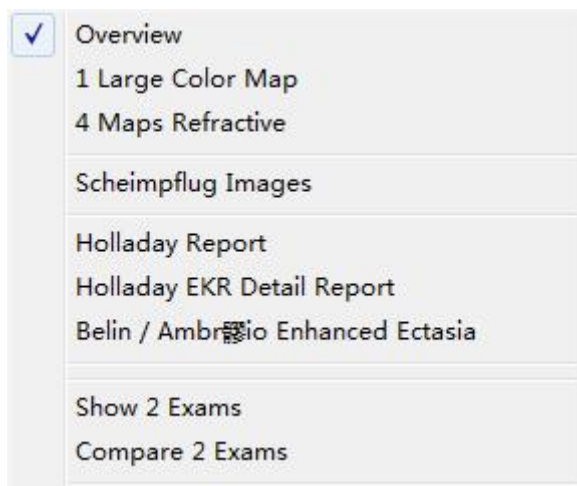 Overview
1 Large Color Map
4 Maps Refractive
Scheimpflug Images
Holladay Report
Holladay EKR Detail Report
Belin / Enhanced Ectasia
Show 2 Exams
Compare 2 Exams